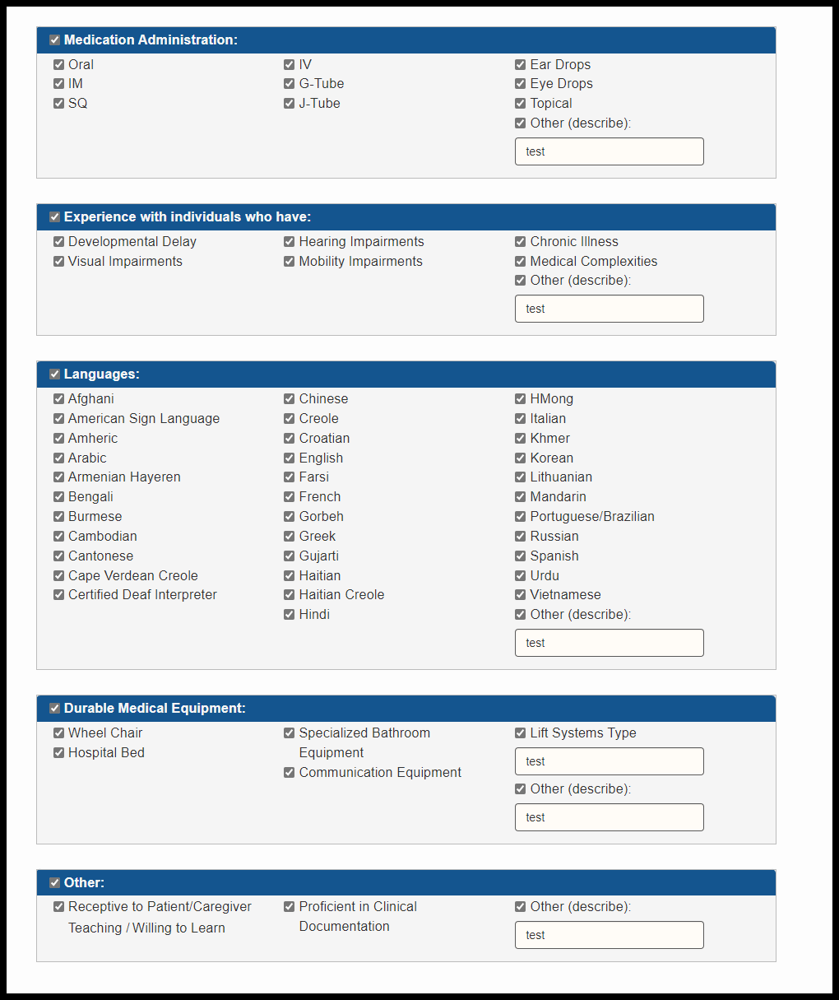 Medication Administration:
Oral
IM
SQ
IV
G-Tube
J-Tube
Ear Drops
Eye Drops
Topical
Other (describe):
test
Experience with individuals who have:
Developmental Delay
Visual Impairments
Hearing Impairments
Mobility Impairments
Chronic Illness
Medical Complexities
Other (describe):
test
Languages:
Afghani
American Sign Language
Amheric
Arabic
Armenian Hayeren
Bengali
Burmese
Cambodian
Cantonese
Cape Verdean Creole
Certified Deaf Interpreter
Chinese
Creole
Croatian
English
Farsi
French
Gorbeh
Greek
Gujarti
Haitian
Haitian Creole
Hindi
HMong
Italian
Khmer
Korean
Lithuanian
Mandarin
Portuguese/Brazilian
Russian
Spanish
Urdu
Vietnamese
Other (describe):
test
Durable Medical Equipment:
Wheel Chair
Hospital Bed
Specialized Bathroom
Equipment
Communication Equipment
Lift Systems Type
test
Other (describe):
test
Other:
Receptive to Patient/Caregiver
Teaching / Willing to Learn
Proficient in Clinical
Documentation
Other (describe):
test